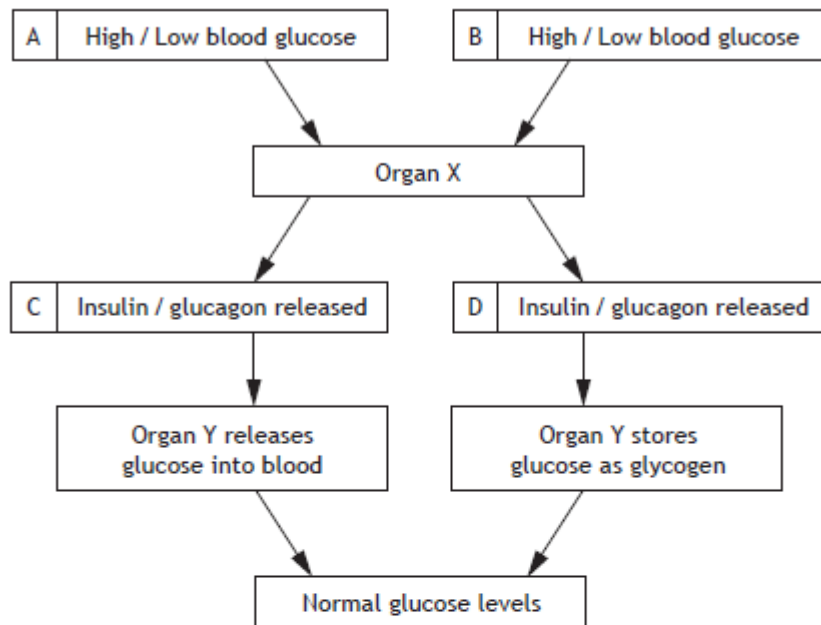 A High / Low blood glucose
B High / Low blood glucose
Organ X
C Insulin / glucagon released
D Insulin / glucagon released
Organ Y releases
glucose into blood
Organ Y stores
glucose as glycogen
Normal glucose levels